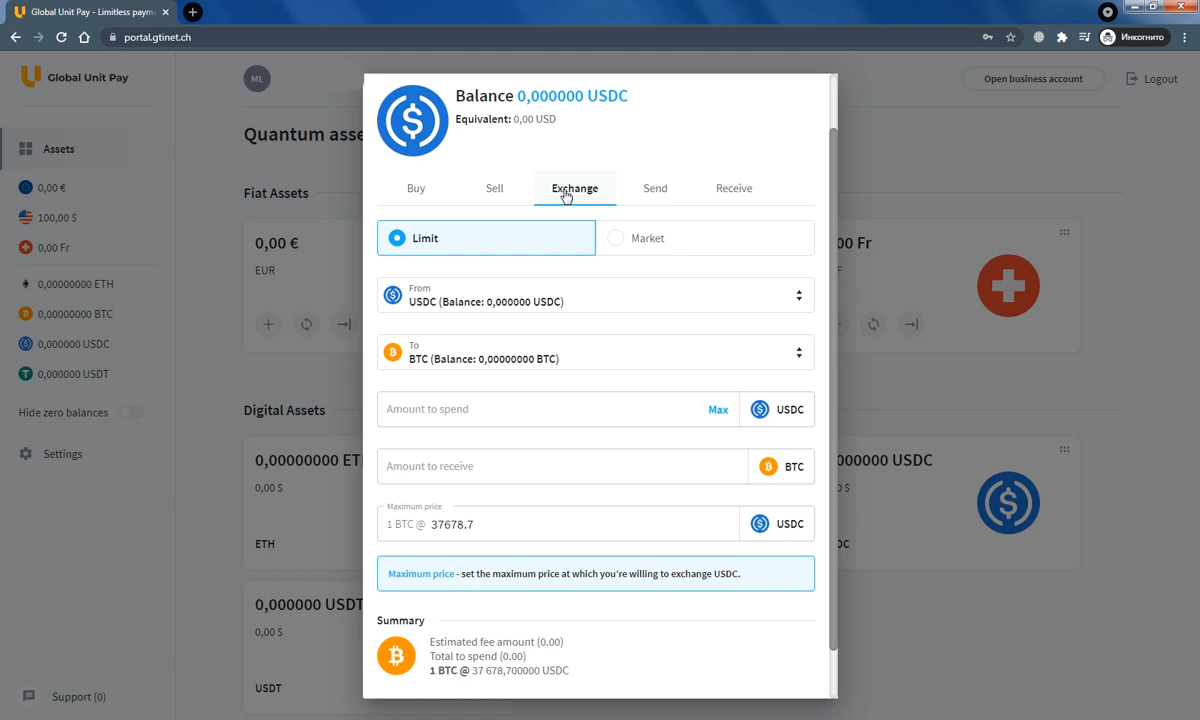 Global Unit Pay - Limitless payme
portal.gtinet.ch
Инкогнито
Global Unit Pay
ML
Open business account
Logout
Assets
0,00 €
100,00 $
0,00 Fr
0,00000000 ETH
0,00000000 BTC
0,000000 USDC
0,000000 USDT
Hide zero balances
Settings
Support (0)
Quantum asse
Fiat Assets
0,00 €
EUR
00 Fr
Digital Assets
0,00000000 ET
0,00 $
ETH
000000 USDC
0 $
DC
0,000000 USDT
0,00 $
USDT
Balance 0,000000 USDC
Equivalent: 0,00 USD
Buy
Sell
Exchange
Send
Receive
Limit
Market
From
USDC (Balance: 0,000000 USDC)
To
BTC (Balance: 0,00000000 BTC)
Amount to spend
Max
USDC
Amount to receive
BTC
Maximum price
1 BTC @ 37678.7
USDC
Maximum price - set the maximum price at which you're willing to exchange USDC.
Summary
Estimated fee amount (0.00)
Total to spend (0.00)
1 BTC @ 37 678,700000 USDC